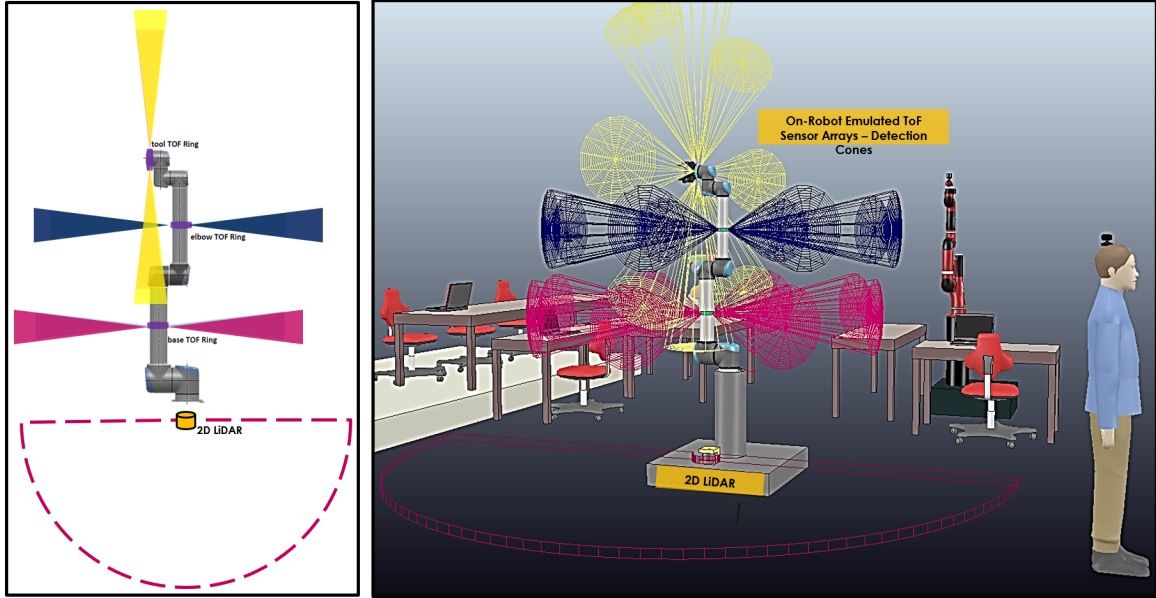 tool TOF Ring
elbow TOF Ring
base TOF Ring
2D LiDAR
On-Robot Emulated ToF
Sensor Arrays – Detection
Cones
2D LiDAR